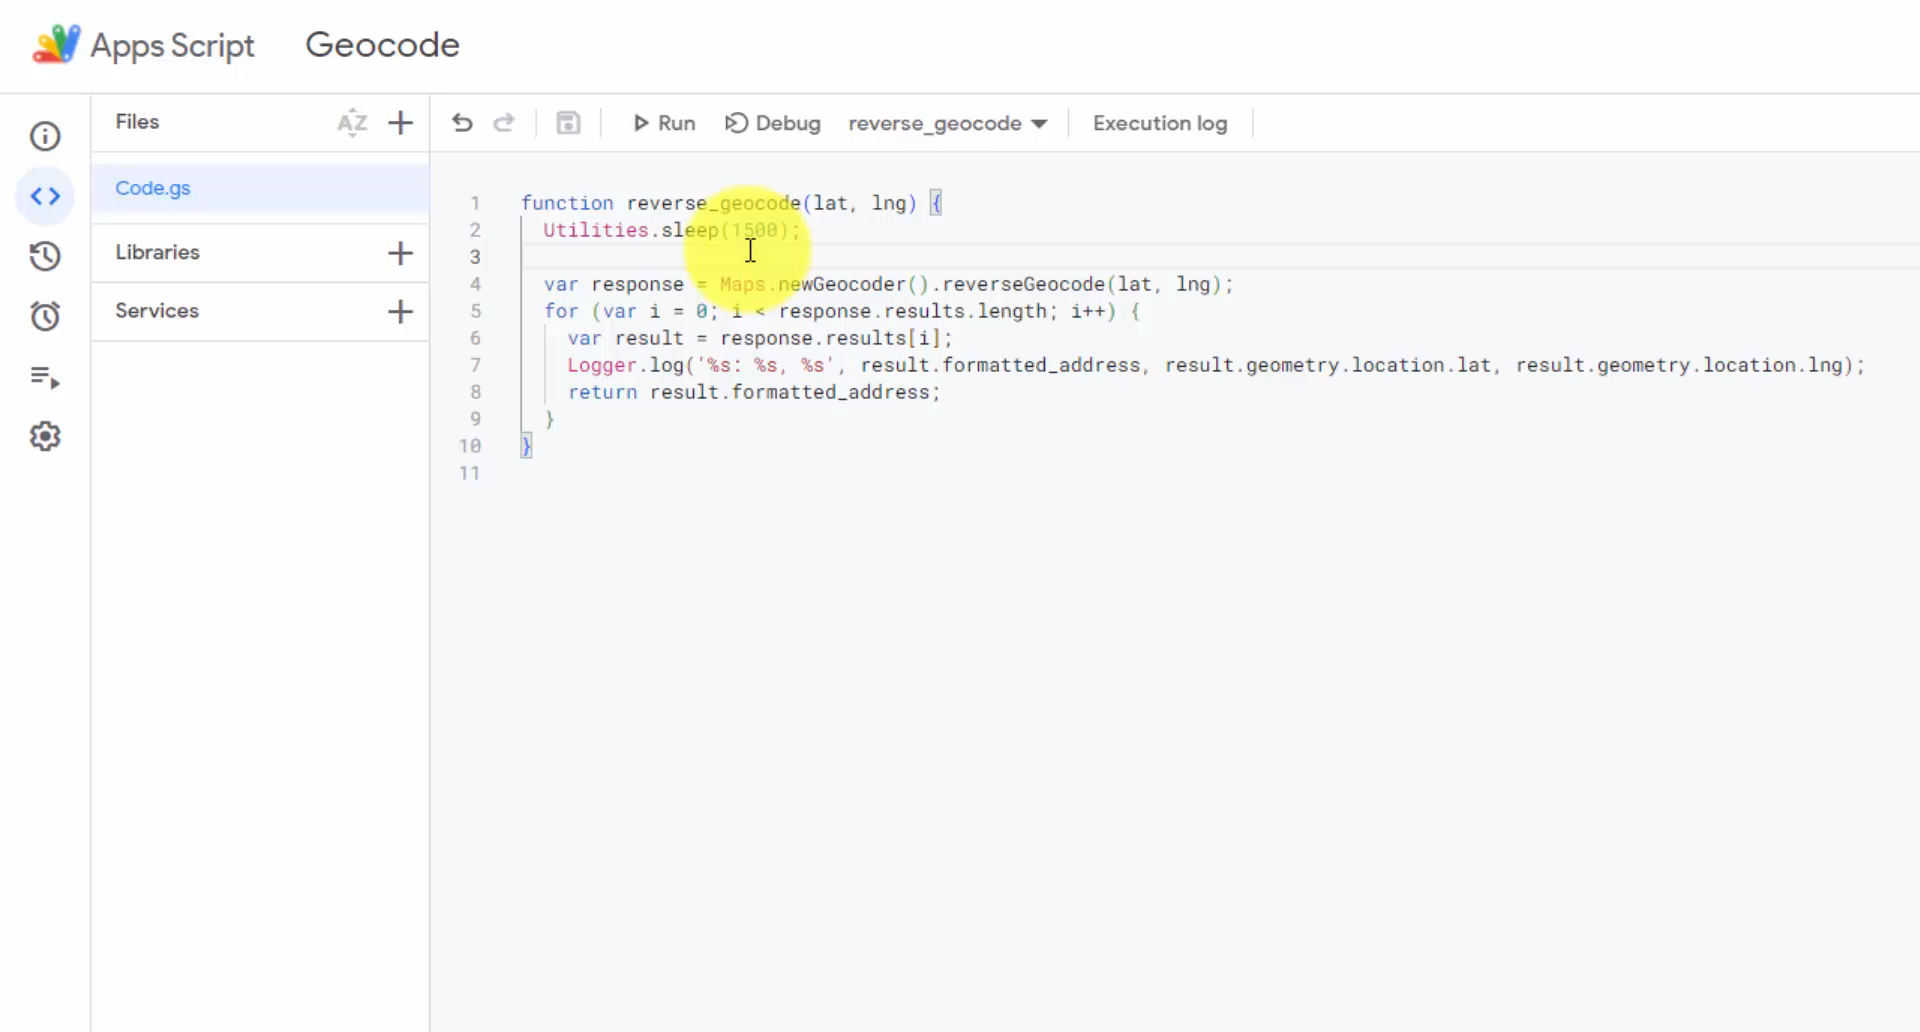 Apps Script Geocode
Files AZ
Run Debug reverse_geocode Execution log
Code.gs
Libraries
Services
1 function reverse_geocode(lat, lng) {
2 Utilities.sleep(1500);
3
4 var response = Maps.newGeocoder().reverseGeocode(lat, lng);
5 for (var i = 0; i < response.results.length; i++) {
6 var result = response.results[i];
7 Logger.log('%s: %s, %s', result.formatted_address, result.geometry.location.lat, result.geometry.location.lng);
8 return result.formatted_address;
9 }
10 }
11